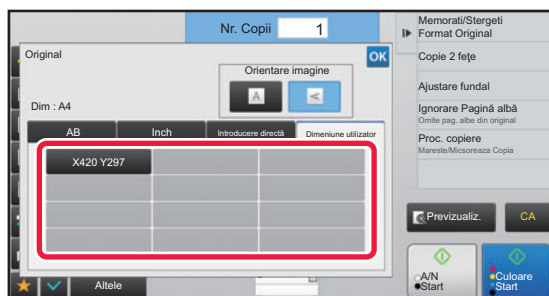 Nr. Copii 1
Original
OK
Orientare imagine
A
A
Dim : A4
AB
Inch
Introducere directă
Dimeniune utilizator
X420 Y297
Altele
Memorati/Stergeti
Format Original
Copie 2 feţe
Ajustare fundal
Ignorare Pagină albă
Omite pag. albe din original
Proc. copiere
Mareste/Micsoreaza Copia
Previzualiz.
CA
A/N
Start
Culoare
Start